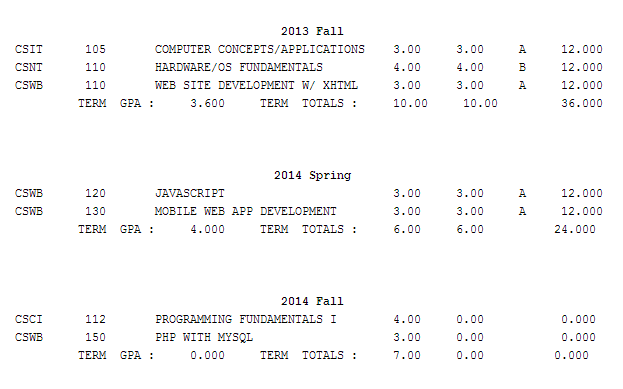 2013 Fall
CSIT 105 COMPUTER CONCEPTS/APPLICATIONS 3.00 3.00 A 12.000
CSNT 110 HARDWARE/OS FUNDAMENTALS 4.00 4.00 B 12.000
CSWB 110 WEB SITE DEVELOPMENT W/ XHTML 3.00 3.00 A 12.000
TERM GPA : 3.600 TERM TOTALS : 10.00 10.00 36.000
2014 Spring
CSWB 120 JAVASCRIPT 3.00 3.00 A 12.000
CSWB 130 MOBILE WEB APP DEVELOPMENT 3.00 3.00 A 12.000
TERM GPA : 4.000 TERM TOTALS : 6.00 6.00 24.000
2014 Fall
CSCI 112 PROGRAMMING FUNDAMENTALS I 4.00 0.00 0.000
CSWB 150 PHP WITH MYSQL 3.00 0.00 0.000
TERM GPA : 0.000 TERM TOTALS : 7.00 0.00 0.000